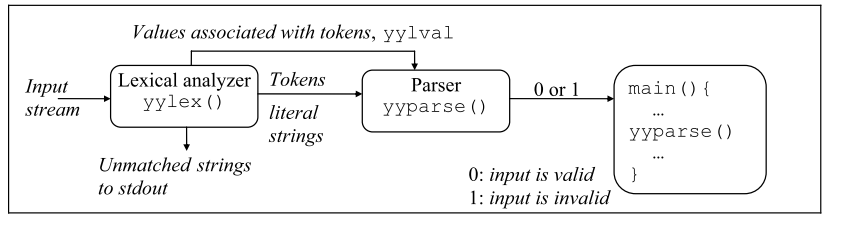 Values associated with tokens, yylval
Input
stream
Lexical analyzer
yylex()
Tokens
literal
strings
Parser
yyparse()
0 or 1
main(){
…
yyparse()
…
}
Unmatched strings
to stdout
0: input is valid
1: input is invalid